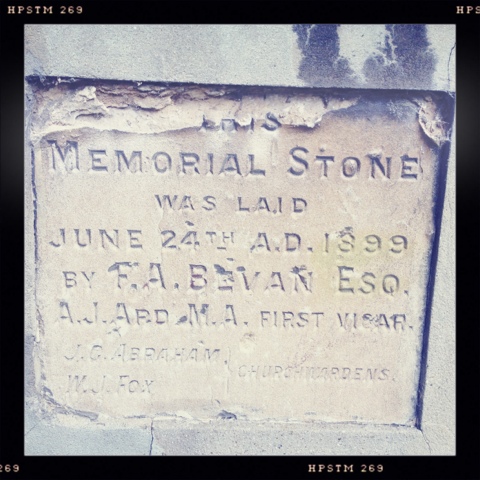 HPSTM 269
HPS
THIS
MEMORIAL STONE
WAS LAID
JUNE 24TH A.D. 1899
BY F.A. BEVAN ESQ.
A.J. ARD M.A. FIRST VICAR.
J.G. ABRAHAM.
CHURCHWARDENS.
W.J. FOX
269
HPSTM 269